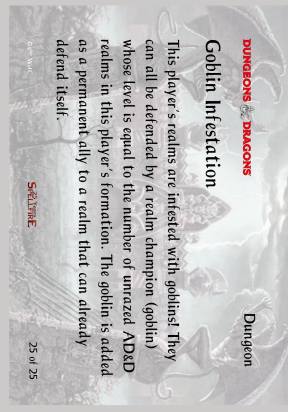 DUNGEONS & DRAGONS
Dungeon
Goblin Infestation
This player's realms are infested with goblins! They
can all be defended by a realm champion (goblin)
whose level is equal to the number of unrazed AD&D
realms in this player's formation. The goblin is added
as a permanent ally to a realm that can already
defend itself.
SPELLFIRE
25 of 25